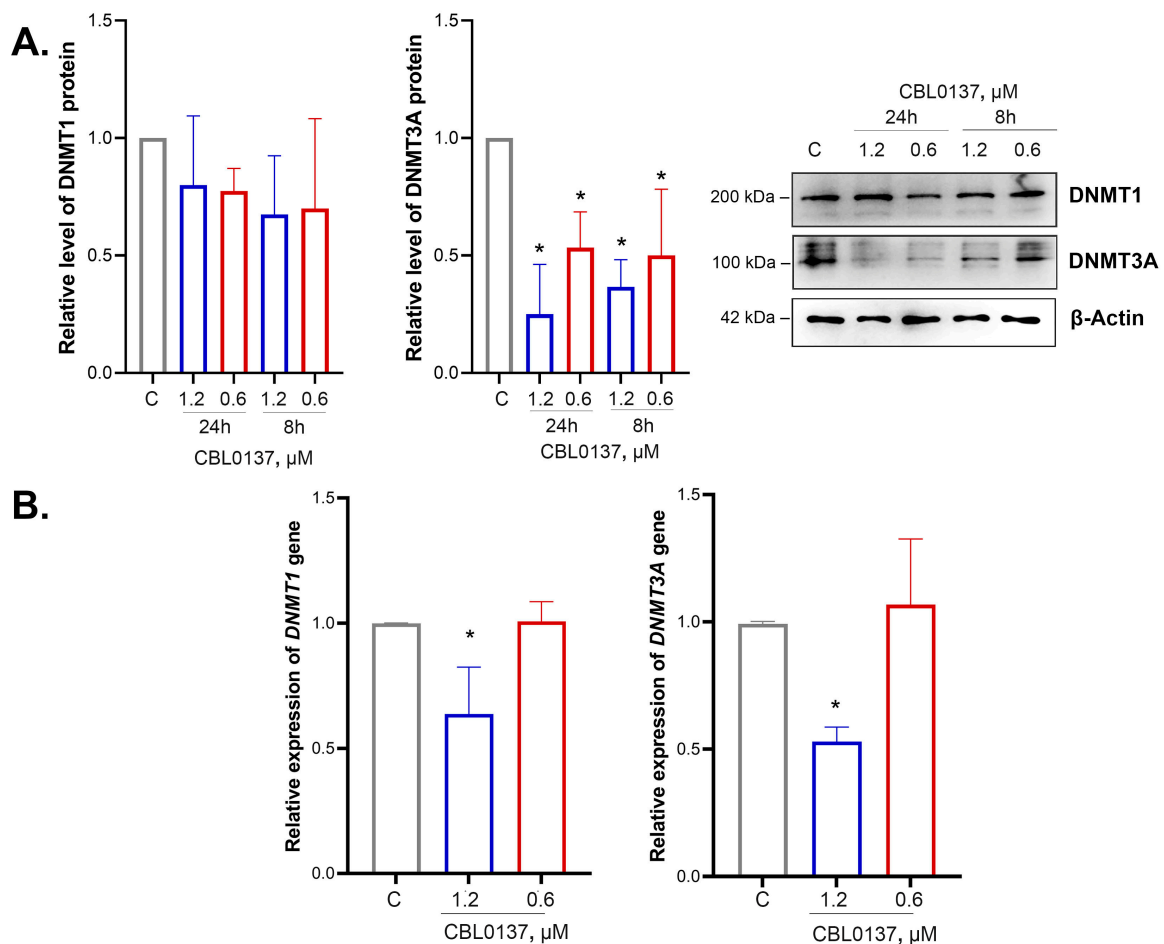 A.
Relative level of DNMT1 protein
1.5
1.0
0.5
0.0
C
1.2 0.6 1.2 0.6
24h 8h
CBL0137, µM
Relative level of DNMT3A protein
1.5
1.0
0.5
0.0
* * * *
C
1.2 0.6 1.2 0.6
24h 8h
CBL0137, µM
CBL0137, µM
24h 8h
C 1.2 0.6 1.2 0.6
200 kDa DNMT1
100 kDa DNMT3A
42 kDa β-Actin
B.
Relative expression of DNMT1 gene
1.5
1.0
0.5
0.0
*
C 1.2 0.6
CBL0137, µM
Relative expression of DNMT3A gene
1.5
1.0
0.5
0.0
*
C 1.2 0.6
CBL0137, µM